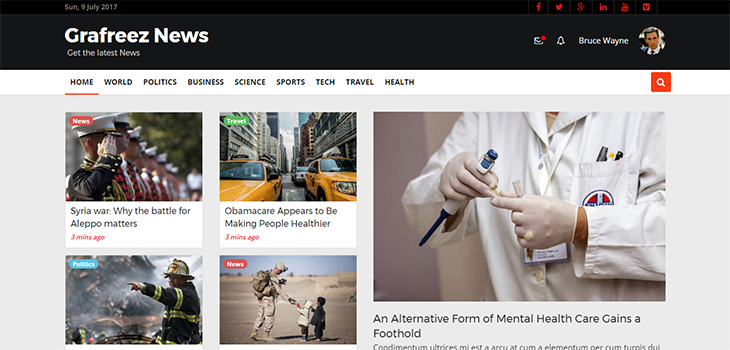 Sun, 9 July 2017
Grafreez News
Get the latest News
Bruce Wayne
HOME WORLD POLITICS BUSINESS SCIENCE SPORTS TECH TRAVEL HEALTH
News
Travel
Syria war: Why the battle for
Aleppo matters
3 mins ago
Obamacare Appears to Be
Making People Healthier
3 mins ago
Politics
News
An Alternative Form of Mental Health Care Gains a
Foothold
Condimentum ultrices mi est a arcu at cum a elementum per cum turpis dui